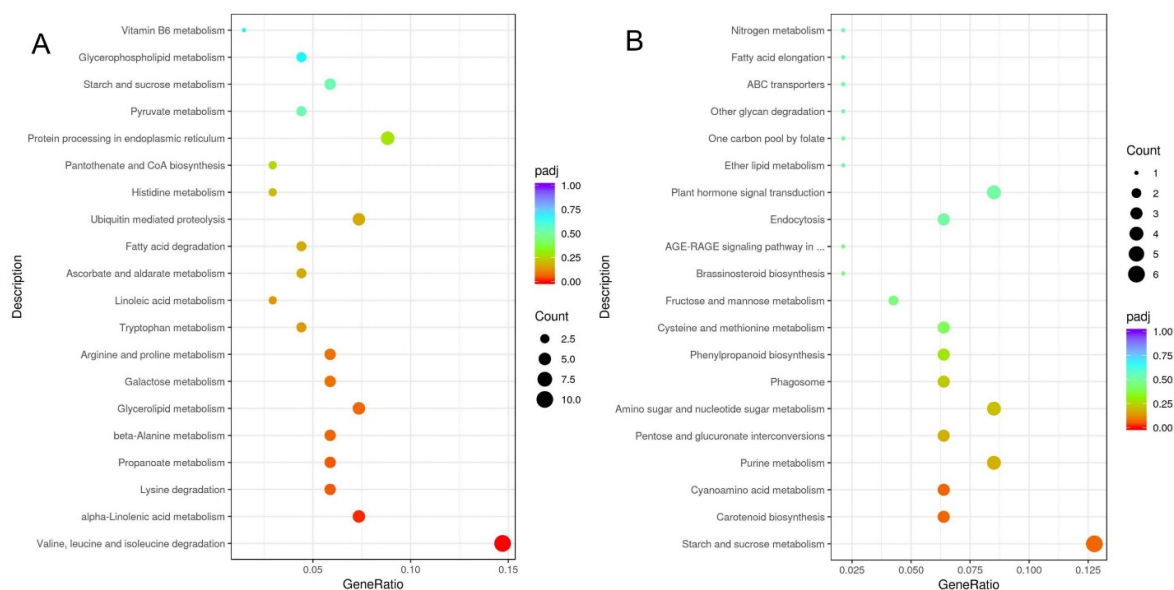 A
Description
Vitamin B6 metabolism
Glycerophospholipid metabolism
Starch and sucrose metabolism
Pyruvate metabolism
Protein processing in endoplasmic reticulum
Pantothenate and CoA biosynthesis
Histidine metabolism
Ubiquitin mediated proteolysis
Fatty acid degradation
Ascorbate and aldarate metabolism
Linoleic acid metabolism
Tryptophan metabolism
Arginine and proline metabolism
Galactose metabolism
Glycerolipid metabolism
beta-Alanine metabolism
Propanoate metabolism
Lysine degradation
alpha-Linolenic acid metabolism
Valine, leucine and isoleucine degradation
0.05 0.10 0.15
GeneRatio
padj
1.00
0.75
0.50
0.25
0.00
Count
2.5
5.0
7.5
10.0
B
Description
Nitrogen metabolism
Fatty acid elongation
ABC transporters
Other glycan degradation
One carbon pool by folate
Ether lipid metabolism
Plant hormone signal transduction
Endocytosis
AGE-RAGE signaling pathway in ...
Brassinosteroid biosynthesis
Fructose and mannose metabolism
Cysteine and methionine metabolism
Phenylpropanoid biosynthesis
Phagosome
Amino sugar and nucleotide sugar metabolism
Pentose and glucuronate interconversions
Purine metabolism
Cyanoamino acid metabolism
Carotenoid biosynthesis
Starch and sucrose metabolism
0.025 0.050 0.075 0.100 0.125
GeneRatio
Count
1
2
3
4
5
6
padj
1.00
0.75
0.50
0.25
0.00